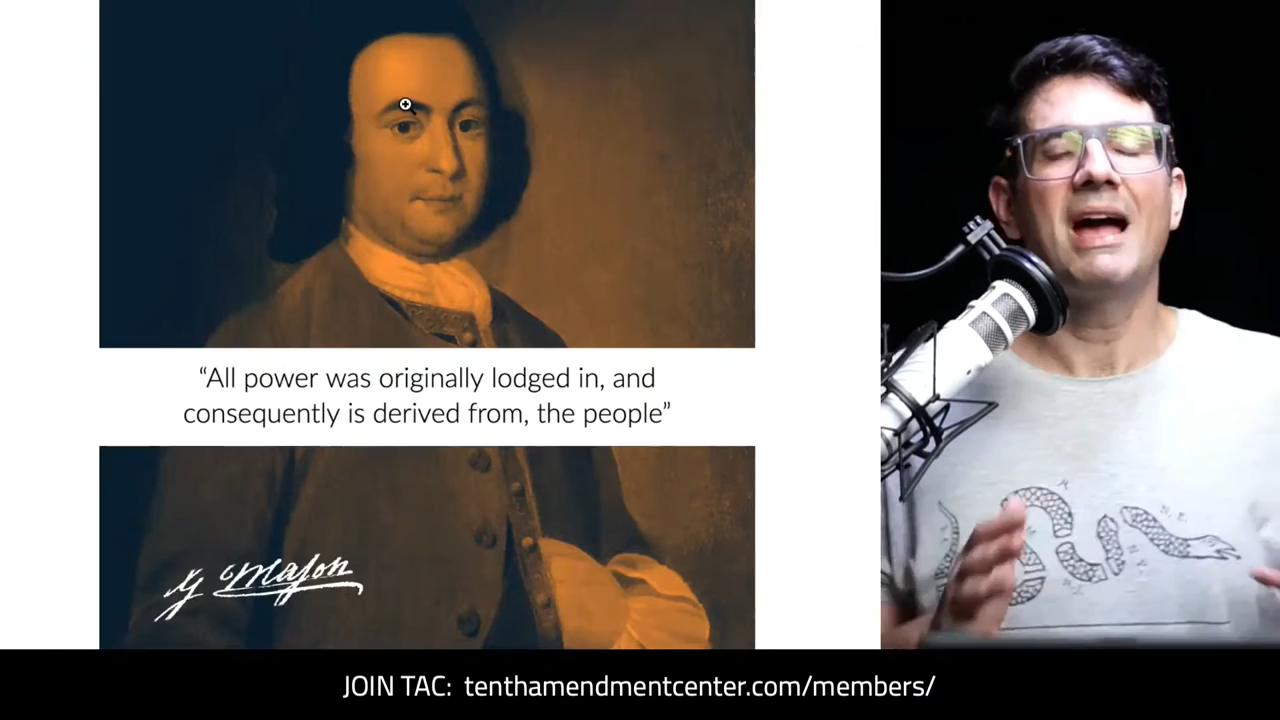 “All power was originally lodged in, and
consequently is derived from, the people”
G Mason
N. E.
JOIN TAC: tenthamendmentcenter.com/members/